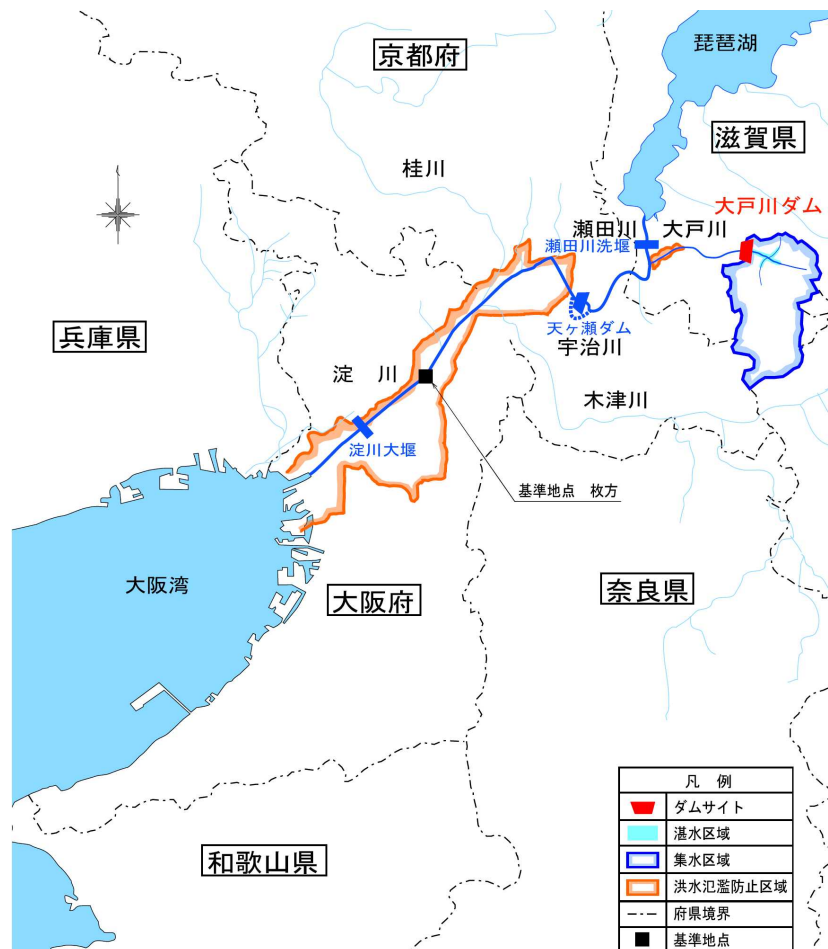 琵琶湖
京都府
滋賀県
桂川
大戸川ダム
瀬田川
大戸川
瀬田川洗堰
天ヶ瀬ダム
宇治川
兵庫県
淀 川
木津川
淀川大堰
基準地点 枚方
大阪湾
大阪府
奈良県
和歌山県
凡 例
ダムサイト
湛水区域
集水区域
洪水氾濫防止区域
府県境界
基準地点